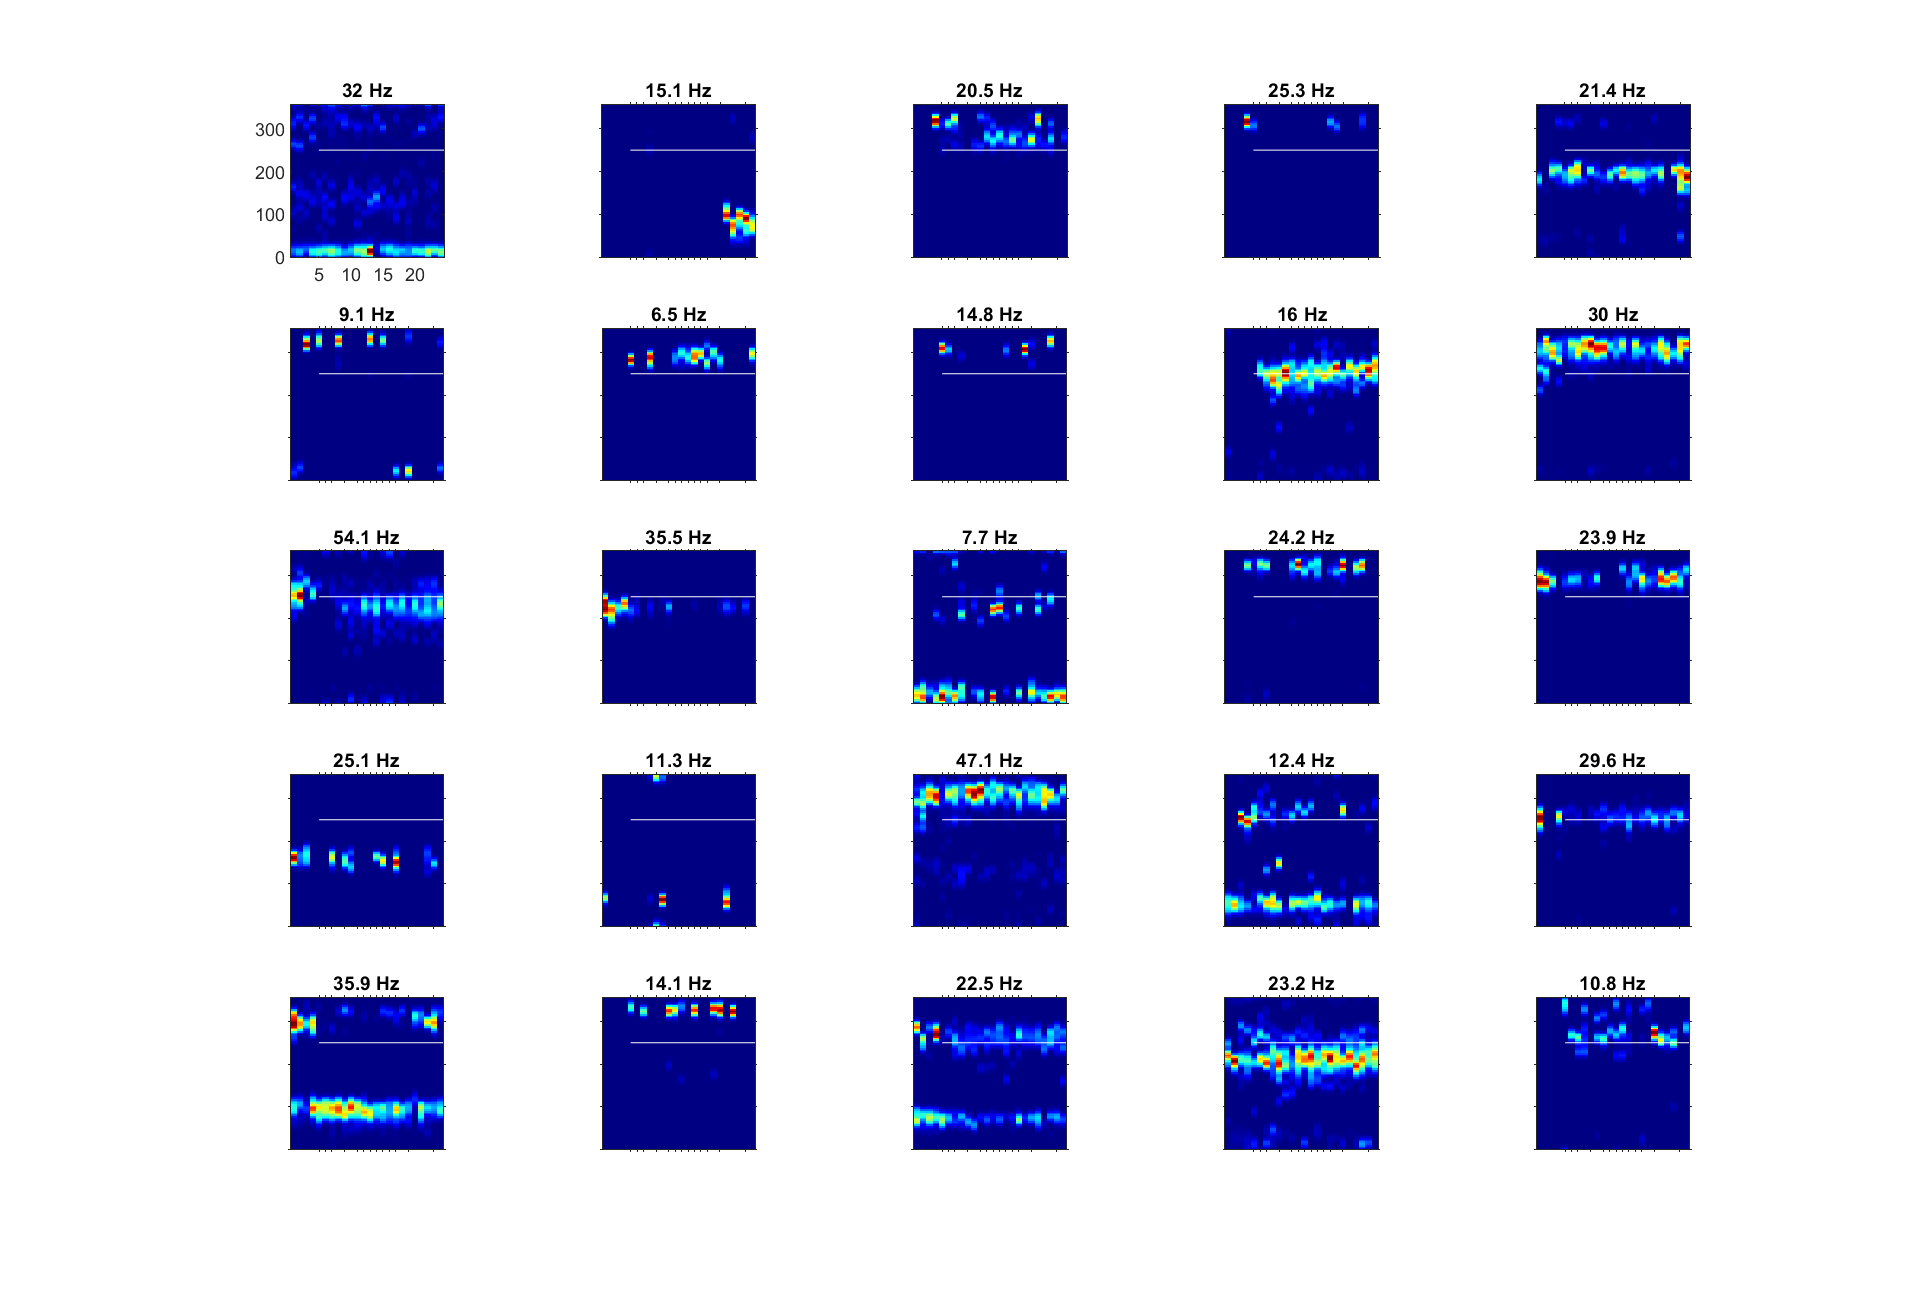 32 Hz 15.1 Hz 20.5 Hz 25.3 Hz 21.4 Hz
300
200
100
0
5 10 15 20
9.1 Hz 6.5 Hz 14.8 Hz 16 Hz 30 Hz
54.1 Hz 35.5 Hz 7.7 Hz 24.2 Hz 23.9 Hz
25.1 Hz 11.3 Hz 47.1 Hz 12.4 Hz 29.6 Hz
35.9 Hz 14.1 Hz 22.5 Hz 23.2 Hz 10.8 Hz